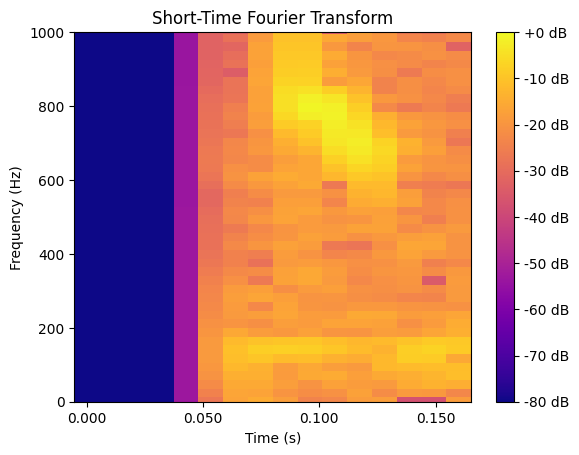 Short-Time Fourier Transform
1000
800
600
400
200
0
Frequency (Hz)
0.000
0.050
0.100
0.150
Time (s)
+0 dB
-10 dB
-20 dB
-30 dB
-40 dB
-50 dB
-60 dB
-70 dB
-80 dB